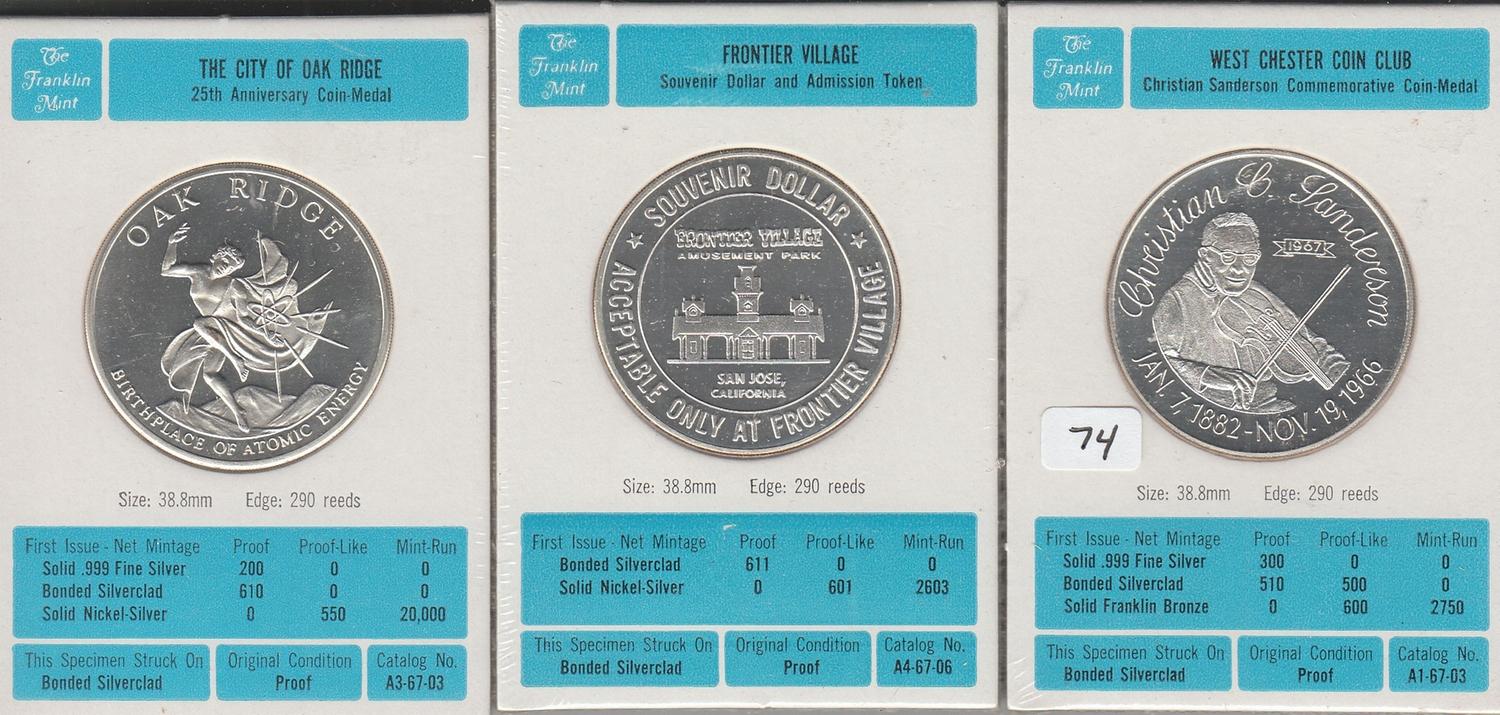 The
Franklin
Mint
THE CITY OF OAK RIDGE
25th Anniversary Coin-Medal
OAK RIDGE
BIRTHPLACE OF ATOMIC ENERGY
Size: 38.8mm Edge: 290 reeds
First Issue - Net Mintage Proof Proof-Like Mint-Run
Solid .999 Fine Silver 200 0 0
Bonded Silverclad 610 0 0
Solid Nickel-Silver 0 550 20,000
This Specimen Struck On
Bonded Silverclad
Original Condition
Proof
Catalog No.
A3-67-03
The
Franklin
Mint
FRONTIER VILLAGE
Souvenir Dollar and Admission Token
SOUVENIR DOLLAR
FRONTIER VILLAGE
AMUSEMENT PARK
SAN JOSE,
CALIFORNIA
ACCEPTABLE ONLY AT FRONTIER VILLAGE
Size: 38.8mm Edge: 290 reeds
First Issue - Net Mintage Proof Proof-Like Mint-Run
Bonded Silverclad 611 0 0
Solid Nickel-Silver 0 601 2603
This Specimen Struck On
Bonded Silverclad
Original Condition
Proof
Catalog No.
A4-67-06
The
Franklin
Mint
WEST CHESTER COIN CLUB
Christian Sanderson Commemorative Coin-Medal
Christian C. Sanderson
1967
JAN. 7, 1882-NOV. 19, 1966
74
Size: 38.8mm Edge: 290 reeds
First Issue - Net Mintage Proof Proof-Like Mint-Run
Solid .999 Fine Silver 300 0 0
Bonded Silverclad 510 500 0
Solid Franklin Bronze 0 600 2750
This Specimen Struck On
Bonded Silverclad
Original Condition
Proof
Catalog No.
A1-67-03